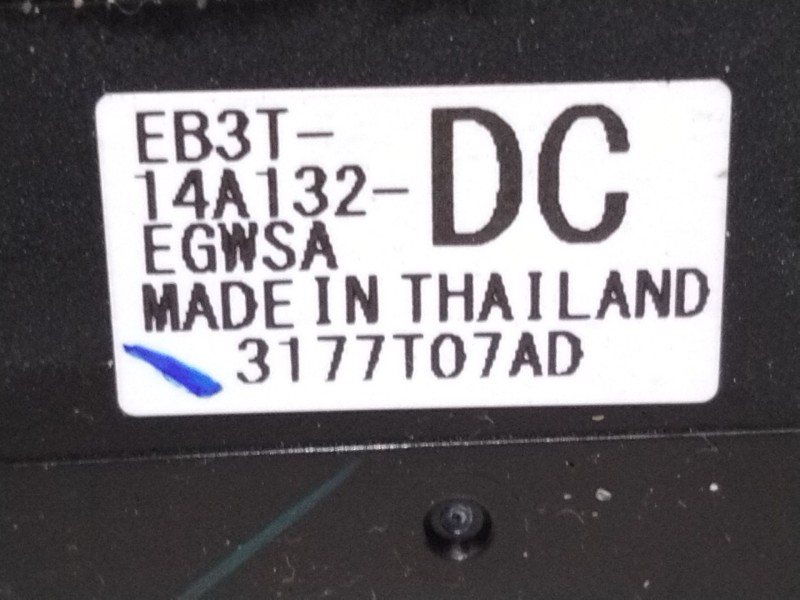 EB3T-
14A132- DC
EGWSA
MADE IN THAILAND
3177T07AD